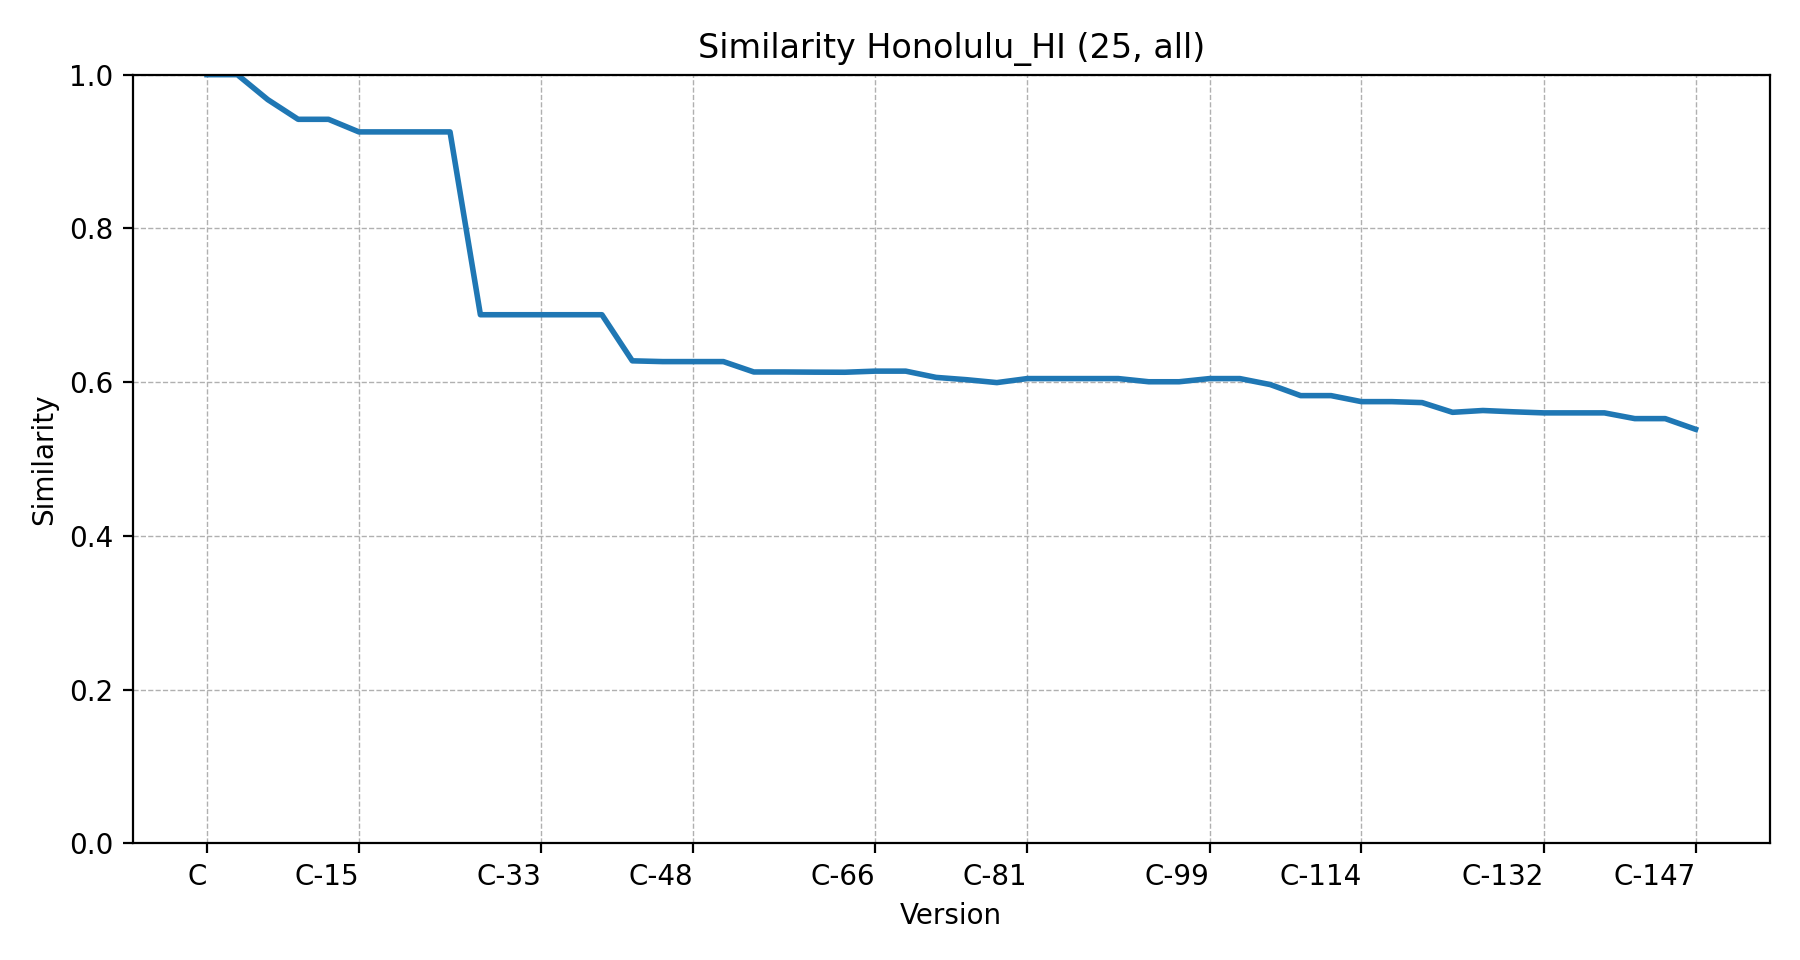 Similarity Honolulu_HI (25, all)
1.0
0.8
0.6
0.4
0.2
0.0
Similarity
C C-15 C-33 C-48 C-66 C-81 C-99 C-114 C-132 C-147
Version